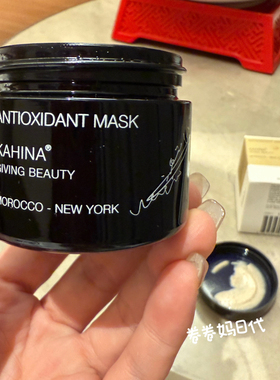 ANTIOXIDANT MASK
KAHINA®
GIVING BEAUTY
MOROCCO - NEW YORK
卷卷妈日代